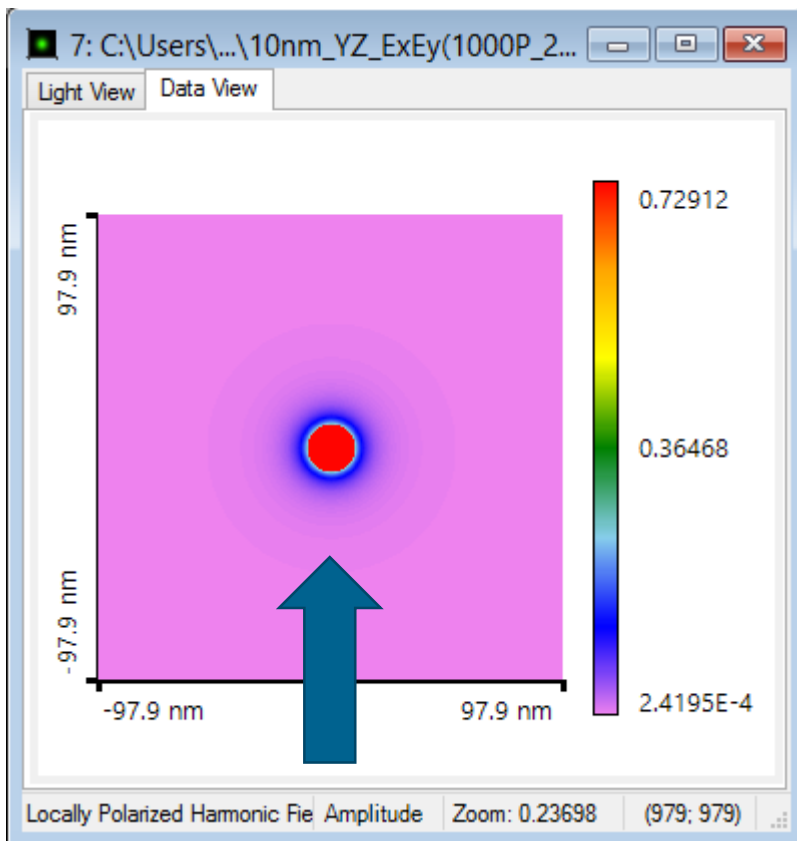 7: C:\Users\...\10nm_YZ_ExEy(1000P_2...
Light View Data View
0.72912
97.9 nm
0.36468
-97.9 nm
2.4195E-4
-97.9 nm 97.9 nm
Locally Polarized Harmonic Fie Amplitude Zoom: 0.23698 (979; 979)